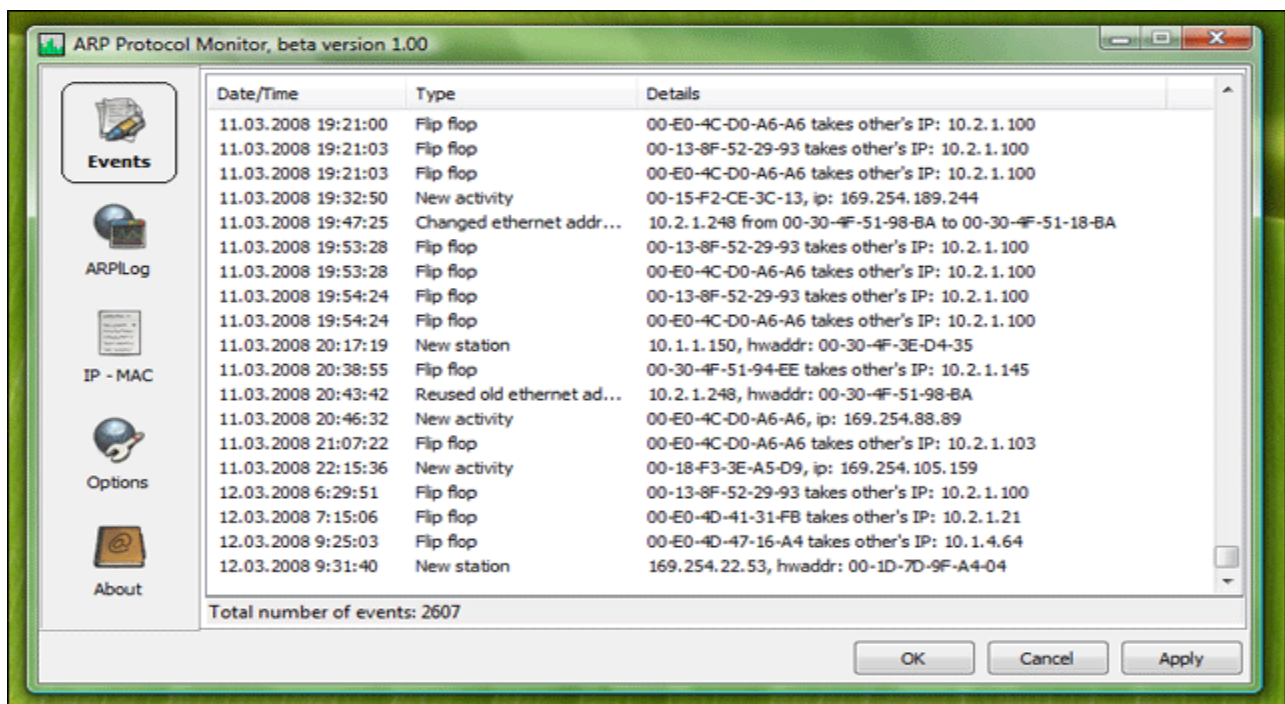 ARP Protocol Monitor, beta version 1.00
Events
ARP\Log
IP - MAC
Options
About
Date/Time Type Details
11.03.2008 19:21:00 Flip flop 00-E0-4C-D0-A6-A6 takes other's IP: 10.2.1.100
11.03.2008 19:21:03 Flip flop 00-13-8F-52-29-93 takes other's IP: 10.2.1.100
11.03.2008 19:21:03 Flip flop 00-E0-4C-D0-A6-A6 takes other's IP: 10.2.1.100
11.03.2008 19:32:50 New activity 00-15-F2-CE-3C-13, ip: 169.254.189.244
11.03.2008 19:47:25 Changed ethernet addr... 10.2.1.248 from 00-30-4F-51-98-BA to 00-30-4F-51-18-BA
11.03.2008 19:53:28 Flip flop 00-13-8F-52-29-93 takes other's IP: 10.2.1.100
11.03.2008 19:53:28 Flip flop 00-E0-4C-D0-A6-A6 takes other's IP: 10.2.1.100
11.03.2008 19:54:24 Flip flop 00-13-8F-52-29-93 takes other's IP: 10.2.1.100
11.03.2008 19:54:24 Flip flop 00-E0-4C-D0-A6-A6 takes other's IP: 10.2.1.100
11.03.2008 20:17:19 New station 10.1.1.150, hwaddr: 00-30-4F-3E-D4-35
11.03.2008 20:38:55 Flip flop 00-30-4F-51-94-EE takes other's IP: 10.2.1.145
11.03.2008 20:43:42 Reused old ethernet ad... 10.2.1.248, hwaddr: 00-30-4F-51-98-BA
11.03.2008 20:46:32 New activity 00-E0-4C-D0-A6-A6, ip: 169.254.88.89
11.03.2008 21:07:22 Flip flop 00-E0-4C-D0-A6-A6 takes other's IP: 10.2.1.103
11.03.2008 22:15:36 New activity 00-18-F3-3E-A5-D9, ip: 169.254.105.159
12.03.2008 6:29:51 Flip flop 00-13-8F-52-29-93 takes other's IP: 10.2.1.100
12.03.2008 7:15:06 Flip flop 00-E0-4D-41-31-FB takes other's IP: 10.2.1.21
12.03.2008 9:25:03 Flip flop 00-E0-4D-47-16-A4 takes other's IP: 10.1.4.64
12.03.2008 9:31:40 New station 169.254.22.53, hwaddr: 00-1D-7D-9F-A4-04
Total number of events: 2607
OK Cancel Apply